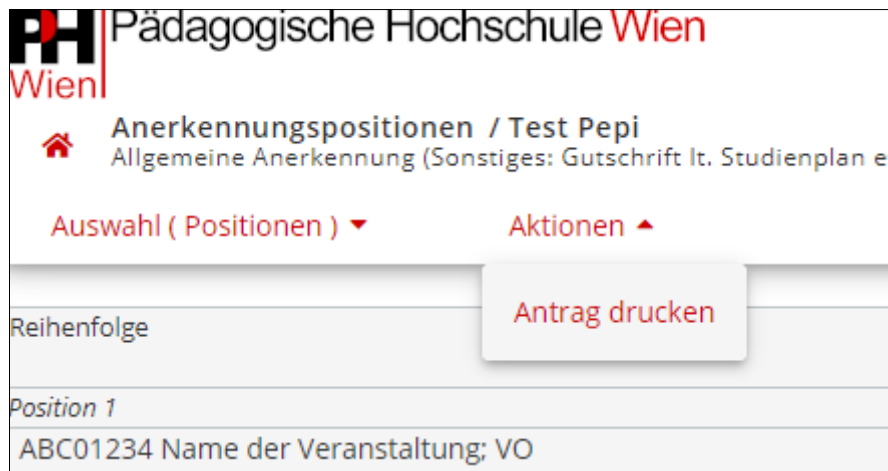 PH Pädagogische Hochschule Wien
Wien
Anerkennungspositionen / Test Pepi
Allgemeine Anerkennung (Sonstiges: Gutschrift lt. Studienplan e
Auswahl ( Positionen ) Aktionen
Antrag drucken
Reihenfolge
Position 1
ABC01234 Name der Veranstaltung; VO